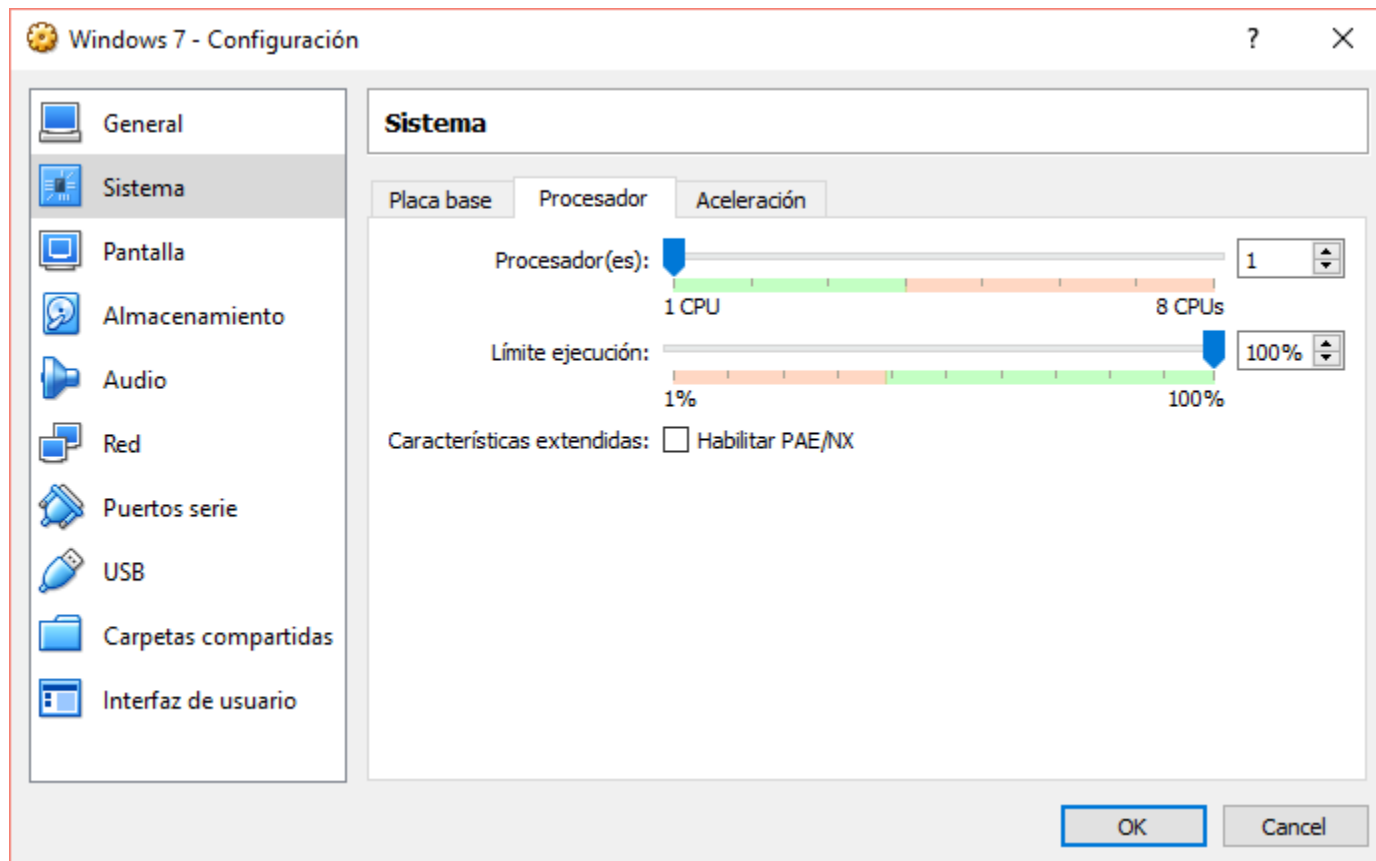 Windows 7 - Configuración
?
General
Sistema
Pantalla
Almacenamiento
Audio
Red
Puertos serie
USB
Carpetas compartidas
Interfaz de usuario
Sistema
Placa base Procesador Aceleración
Procesador(es): 1
1 CPU 8 CPUs
Límite ejecución: 100%
1% 100%
Características extendidas: Habilitar PAE/NX
OK Cancel